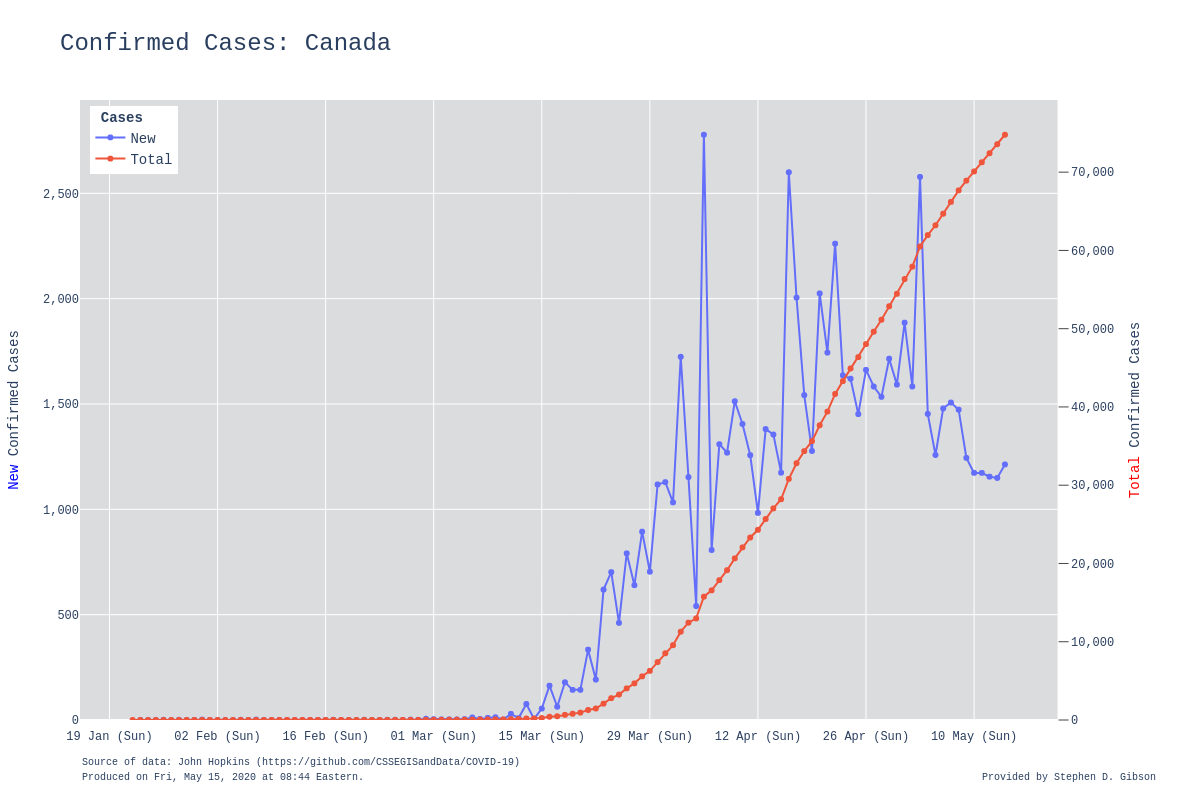 Confirmed Cases: Canada
Cases
New
Total
2,500
2,000
1,500
1,000
500
0
70,000
60,000
50,000
40,000
30,000
20,000
10,000
0
New Confirmed Cases
Total Confirmed Cases
19 Jan (Sun) 02 Feb (Sun) 16 Feb (Sun) 01 Mar (Sun) 15 Mar (Sun) 29 Mar (Sun) 12 Apr (Sun) 26 Apr (Sun) 10 May (Sun)
Source of data: John Hopkins (https://github.com/CSSEGISandData/COVID-19)
Produced on Fri, May 15, 2020 at 08:44 Eastern.
Provided by Stephen D. Gibson